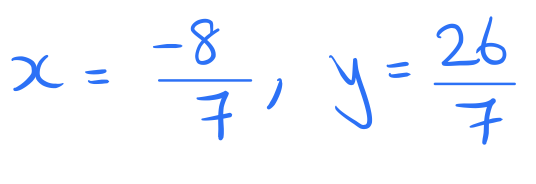 x = -8/7, y = 26/7